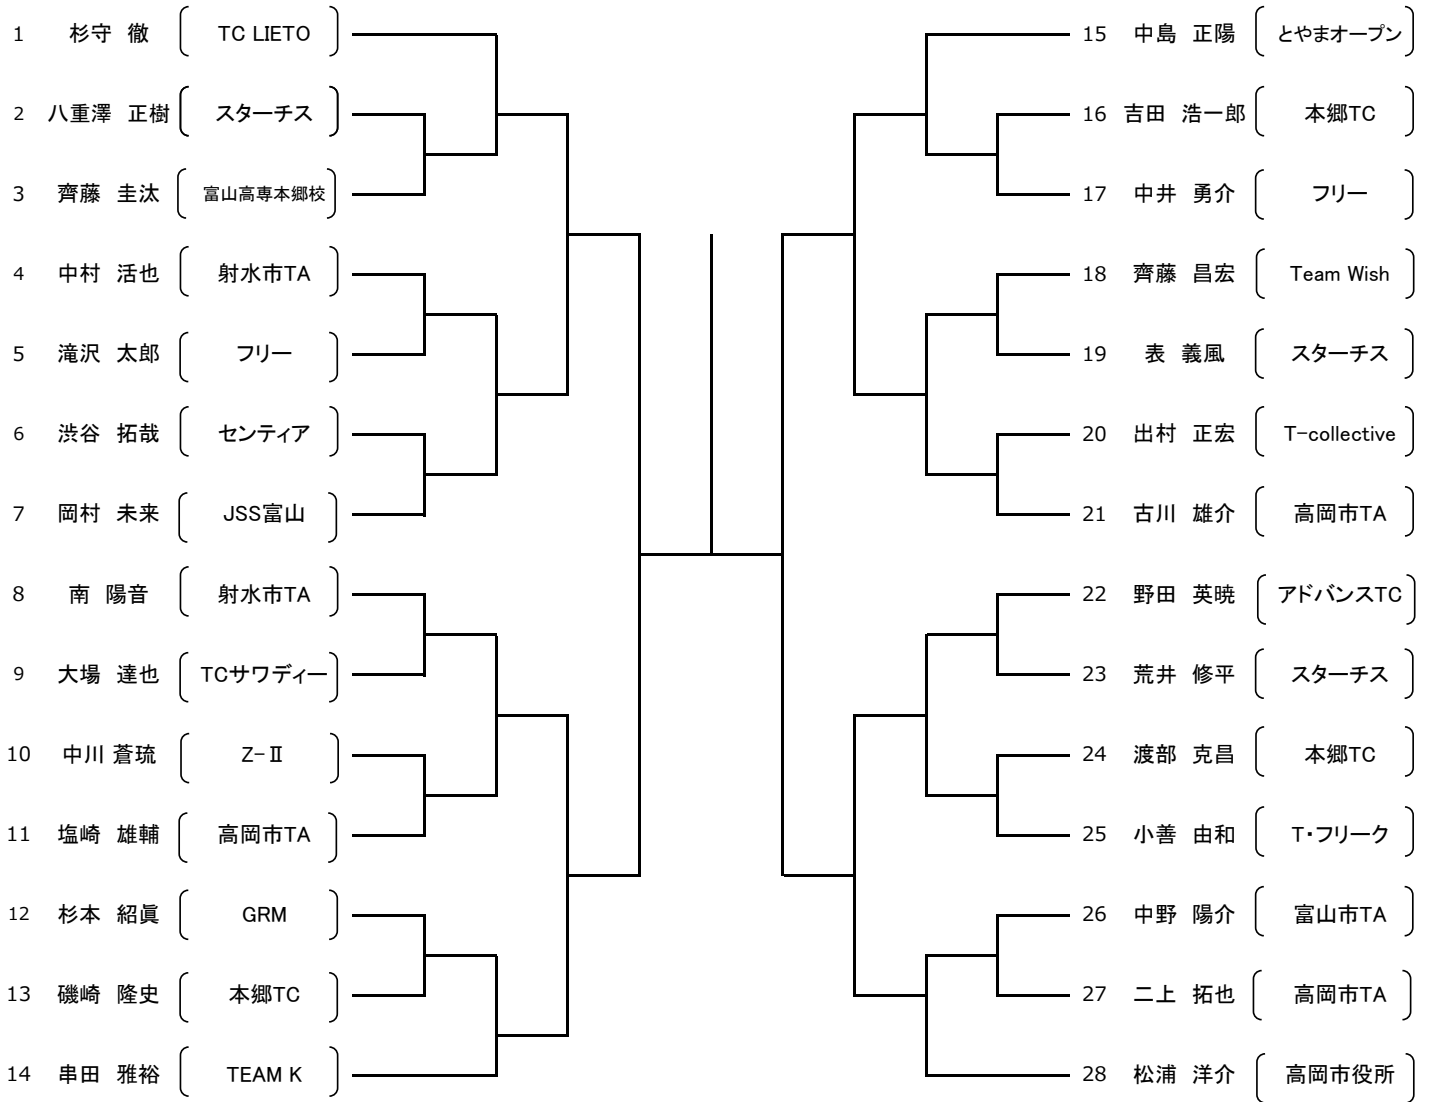 1 杉守 徹 TC LIETO
2 八重澤 正樹 スターチス
3 齊藤 圭汰 富山高専本郷校
4 中村 活也 射水市TA
5 滝沢 太郎 フリー
6 渋谷 拓哉 センティア
7 岡村 未来 JSS富山
8 南 陽音 射水市TA
9 大場 達也 TCサワディー
10 中川 蒼琉 Z-Ⅱ
11 塩崎 雄輔 高岡市TA
12 杉本 紹眞 GRM
13 磯崎 隆史 本郷TC
14 串田 雅裕 TEAM K
15 中島 正陽 とやまオープン
16 吉田 浩一郎 本郷TC
17 中井 勇介 フリー
18 齊藤 昌宏 Team Wish
19 表 義風 スターチス
20 出村 正宏 T-collective
21 古川 雄介 高岡市TA
22 野田 英暁 アドバンスTC
23 荒井 修平 スターチス
24 渡部 克昌 本郷TC
25 小善 由和 T・フリーク
26 中野 陽介 富山市TA
27 二上 拓也 高岡市TA
28 松浦 洋介 高岡市役所